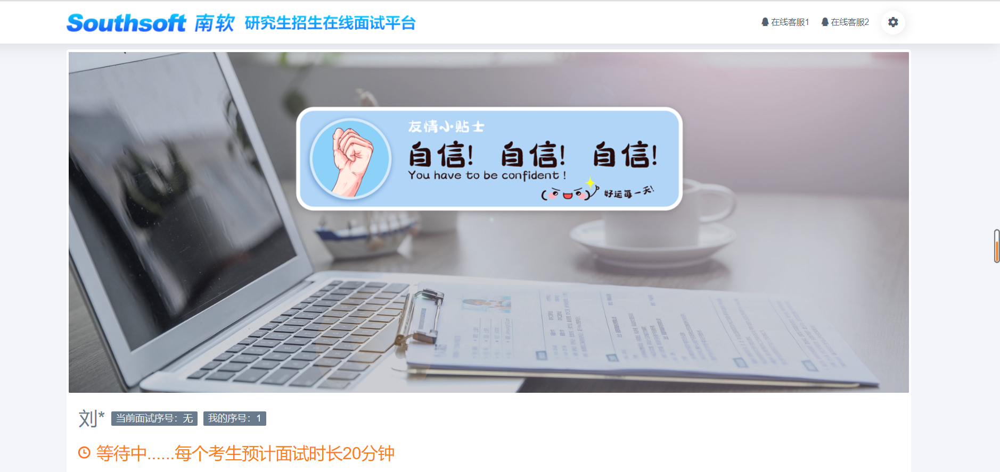 Southsoft 南软 研究生招生在线面试平台
在线客服1 在线客服2
友情小贴士
自信! 自信! 自信!
You have to be confident !
好运每一天!
刘* 当前面试序号：无 我的序号：1
等待中......每个考生预计面试时长20分钟